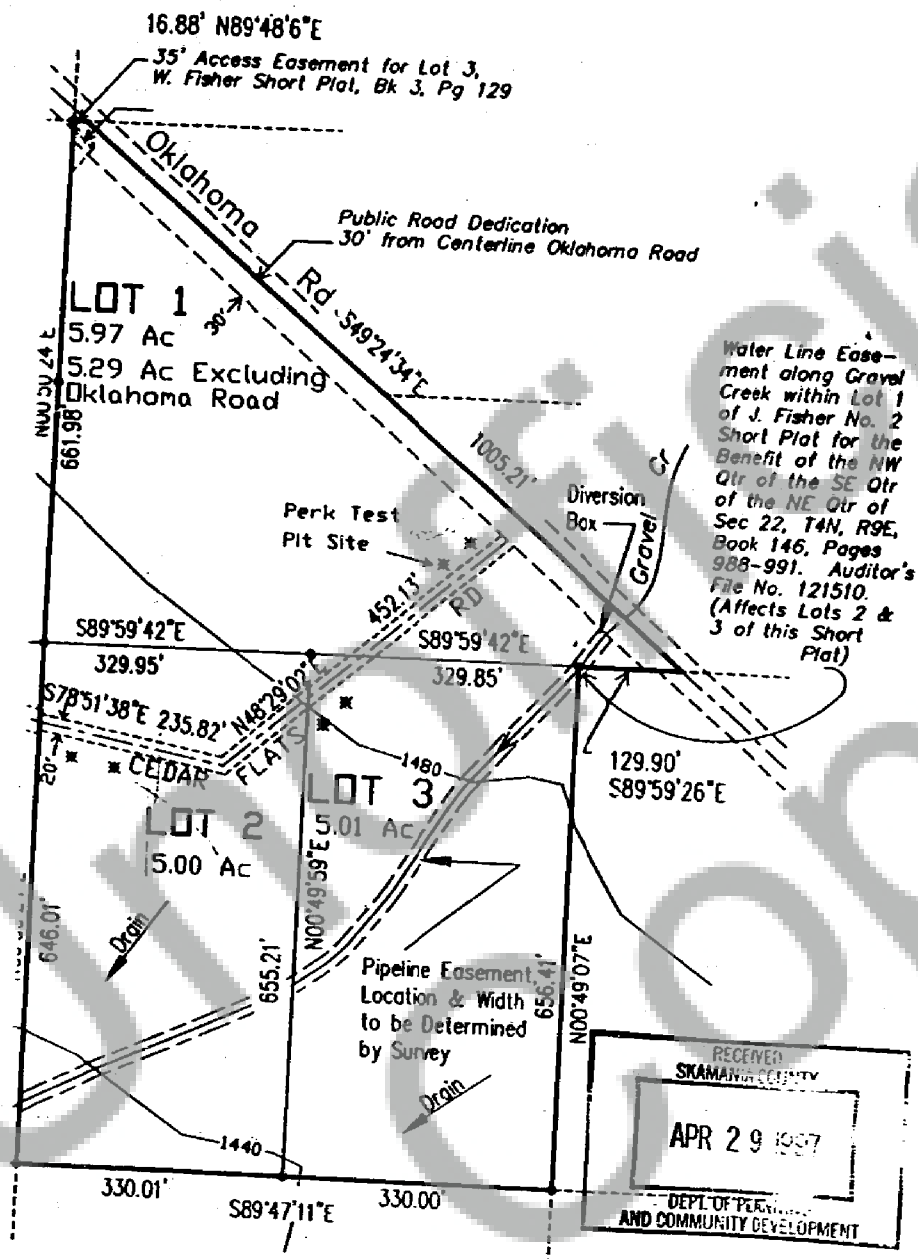 16.88' N89°48'6"E
35' Access Easement for Lot 3,
W. Fisher Short Plat, Bk 3, Pg 129
Oklahoma Rd
S49°24'34"E
Public Road Dedication
30' from Centerline Oklahoma Road
LOT 1
5.97 Ac
5.29 Ac Excluding
Oklahoma Road
30'
661.98'
1005.21'
Water Line Ease-
ment along Gravel
Creek within Lot 1
of J. Fisher No. 2
Short Plat for the
Benefit of the NW
Qtr of the SE Qtr
of the NE Qtr of
Sec 22, T4N, R9E,
Book 146, Pages
988-991. Auditor's
File No. 121510.
(Affects Lots 2 &
3 of this Short
Plat)
Diversion
Box
Gravel Cr
Perk Test
Pit Site
452.13'
RD
S89°59'42"E
329.95'
S89°59'42"E
329.85'
N48°29'02"E
S78°51'38"E 235.82'
20'
CEDAR
FLATS
1480
129.90'
S89°59'26"E
LOT 2
5.00 Ac
LOT 3
5.01 Ac
N00°49'59"E
655.21'
646.01'
Drain
Pipeline Easement,
Location & Width
to be Determined
by Survey
656.41'
N00°49'07"E
Drain
1440
330.01'
S89°47'11"E
330.00'
RECEIVED
SKAMANIA COUNTY
APR 29 1997
DEPT. OF
AND COMMUNITY DEVELOPMENT
Unofficial
Copy